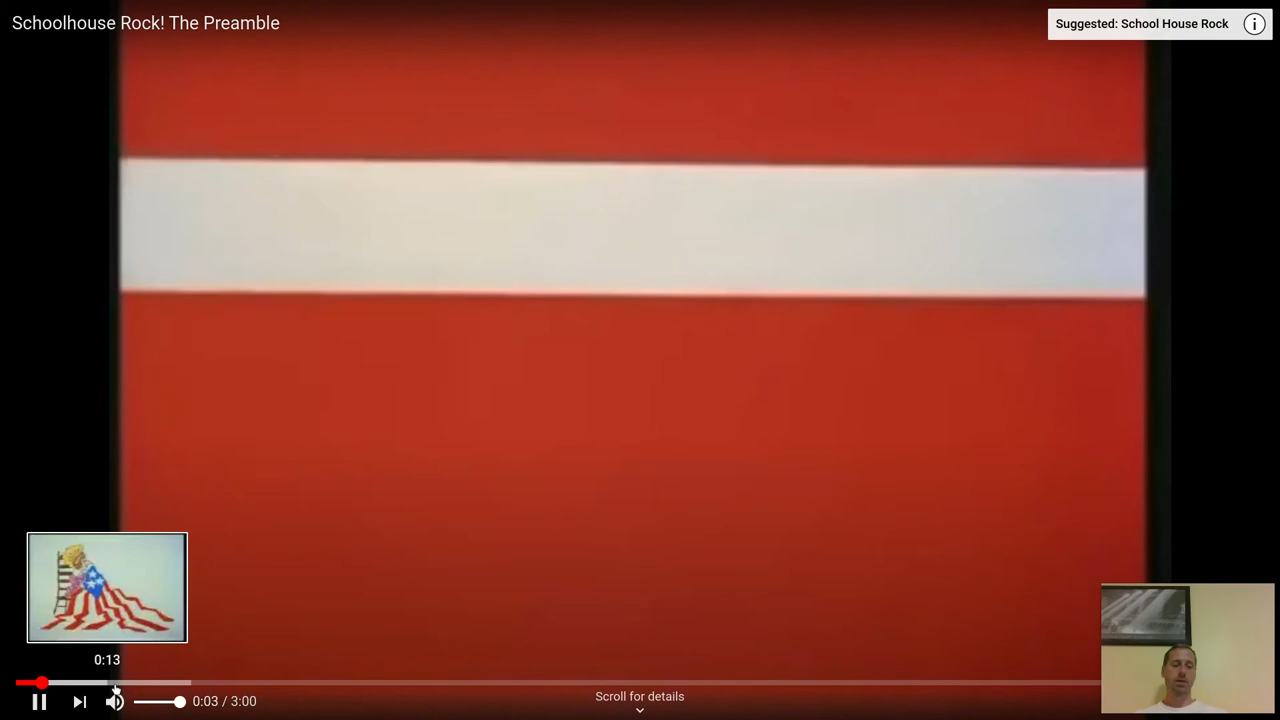 Schoolhouse Rock! The Preamble
Suggested: School House Rock
0:13
0:03 / 3:00
Scroll for details